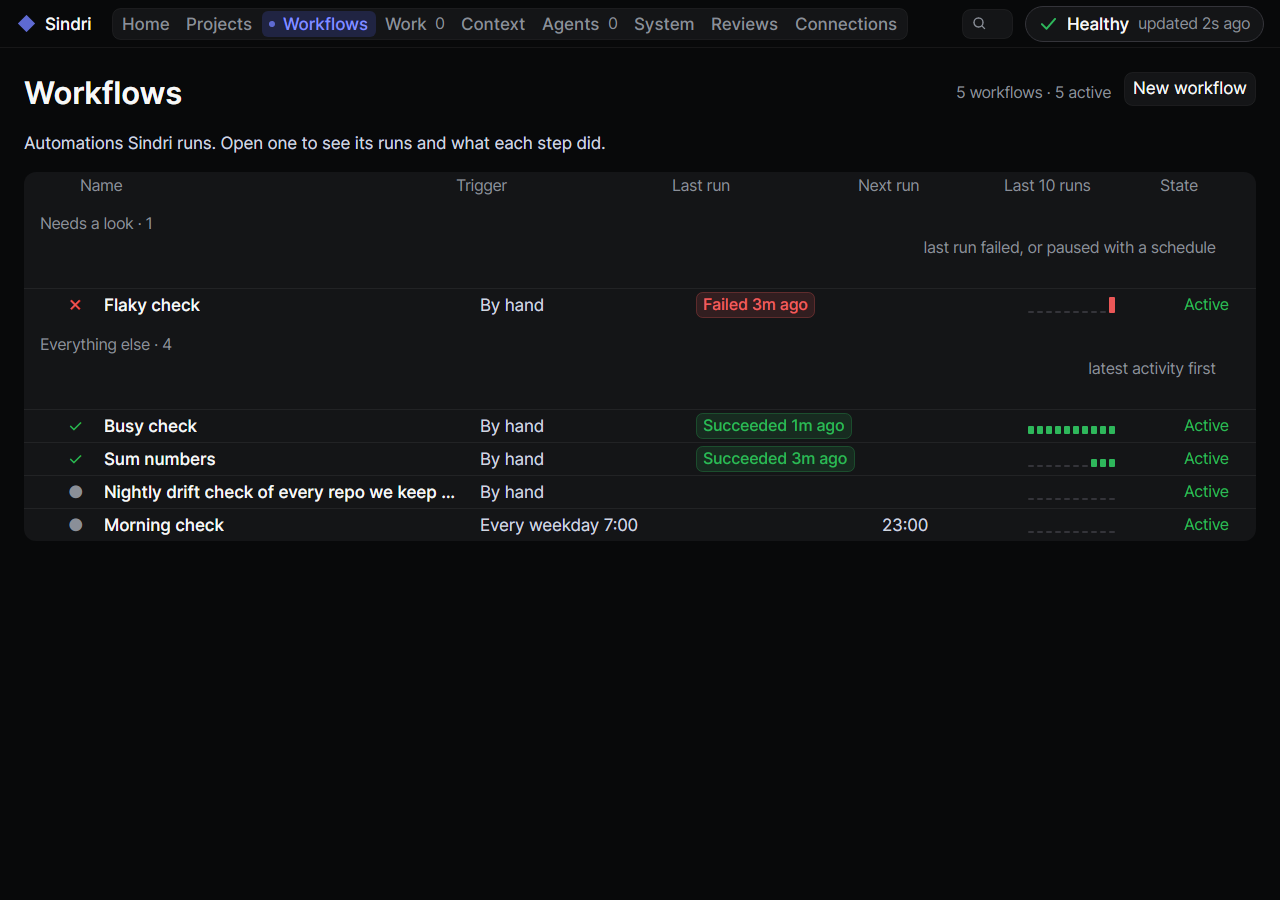 Sindri Home Projects Workflows Work 0 Context Agents 0 System Reviews Connections Healthy updated 2s ago
Workflows 5 workflows · 5 active New workflow
Automations Sindri runs. Open one to see its runs and what each step did.
Name Trigger Last run Next run Last 10 runs State
Needs a look · 1
last run failed, or paused with a schedule
Flaky check By hand Failed 3m ago Active
Everything else · 4
latest activity first
Busy check By hand Succeeded 1m ago Active
Sum numbers By hand Succeeded 3m ago Active
Nightly drift check of every repo we keep ... By hand Active
Morning check Every weekday 7:00 23:00 Active